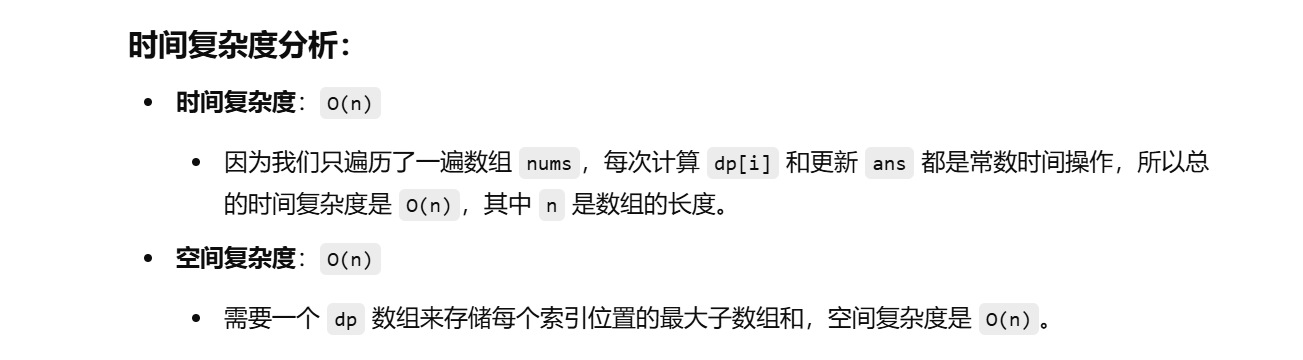 时间复杂度分析：
• 时间复杂度：O(n)
• 因为我们只遍历了一遍数组 nums，每次计算 dp[i] 和更新 ans 都是常数时间操作，所以总
的时间复杂度是 O(n)，其中 n 是数组的长度。
• 空间复杂度：O(n)
• 需要一个 dp 数组来存储每个索引位置的最大子数组和，空间复杂度是 O(n)。